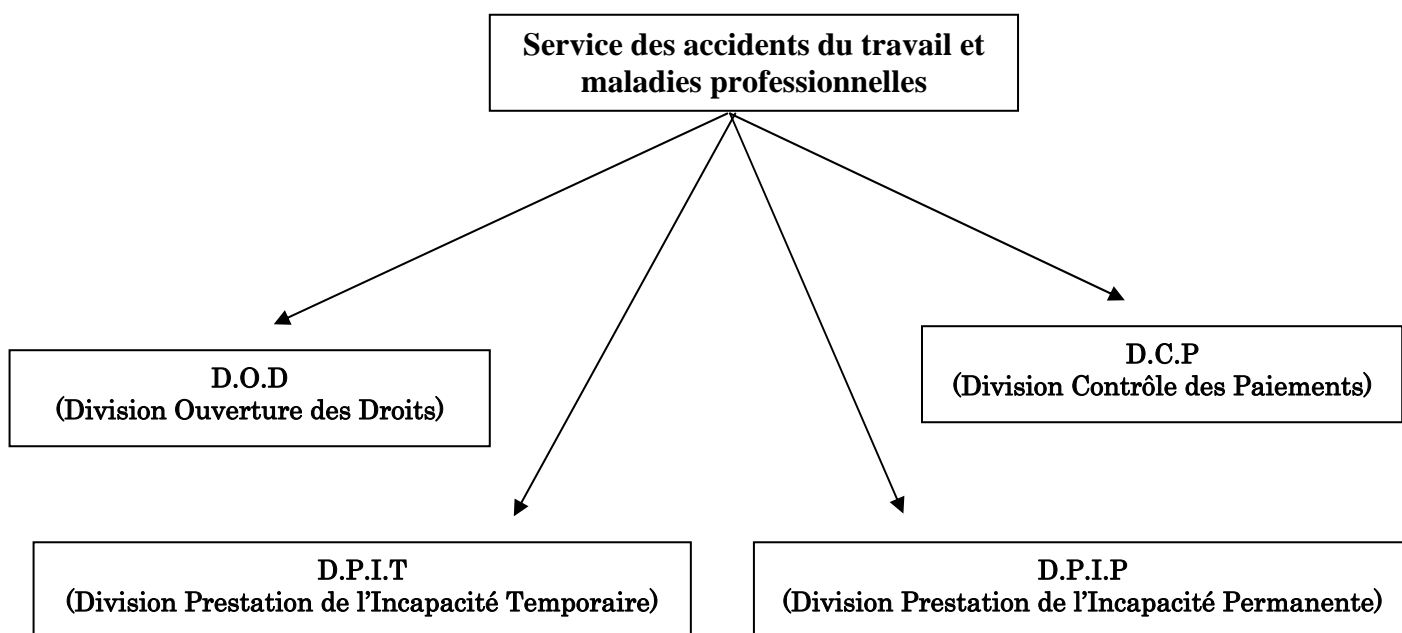 Service des accidents du travail et
maladies professionnelles
D.O.D
(Division Ouverture des Droits)
D.C.P
(Division Contrôle des Paiements)
D.P.I.T
(Division Prestation de l’Incapacité Temporaire)
D.P.I.P
(Division Prestation de l’Incapacité Permanente)